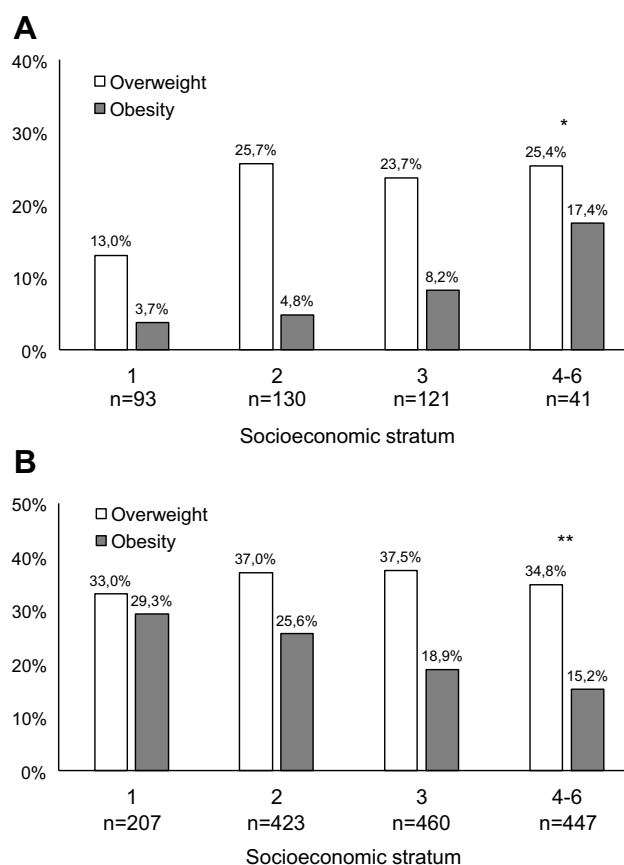 A
40%
30%
20%
10%
0%
Overweight
Obesity
*
13,0%
3,7%
25,7%
4,8%
23,7%
8,2%
25,4%
17,4%
1 2 3 4-6
n=93 n=130 n=121 n=41
Socioeconomic stratum
B
50%
40%
30%
20%
10%
0%
Overweight
Obesity
**
33,0%
29,3%
37,0%
25,6%
37,5%
18,9%
34,8%
15,2%
1 2 3 4-6
n=207 n=423 n=460 n=447
Socioeconomic stratum